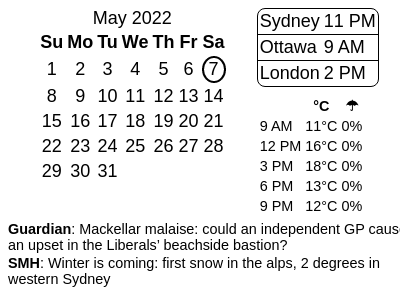 May 2022
Su Mo Tu We Th Fr Sa
1 2 3 4 5 6 7
8 9 10 11 12 13 14
15 16 17 18 19 20 21
22 23 24 25 26 27 28
29 30 31
Sydney 11 PM
Ottawa 9 AM
London 2 PM
°C ☂
9 AM 11°C 0%
12 PM 16°C 0%
3 PM 18°C 0%
6 PM 13°C 0%
9 PM 12°C 0%
Guardian: Mackellar malaise: could an independent GP caus
an upset in the Liberals’ beachside bastion?
SMH: Winter is coming: first snow in the alps, 2 degrees in
western Sydney